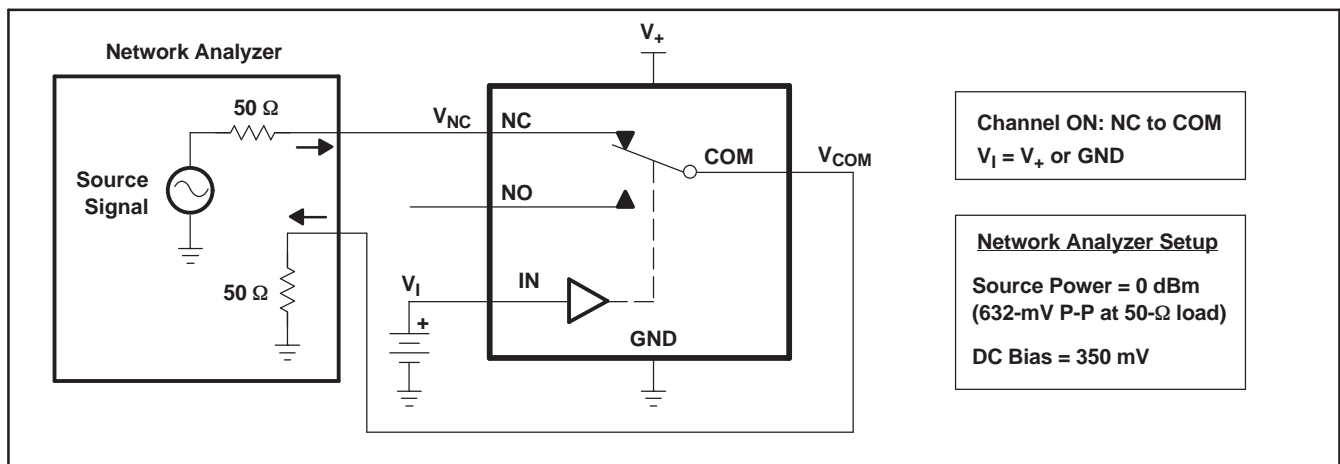 Network Analyzer
50 Ω
Source
Signal
50 Ω
V+
VNC
NC
COM
VCOM
NO
VI
IN
+
GND
Channel ON: NC to COM
VI = V+ or GND
Network Analyzer Setup
Source Power = 0 dBm
(632-mV P-P at 50-Ω load)
DC Bias = 350 mV